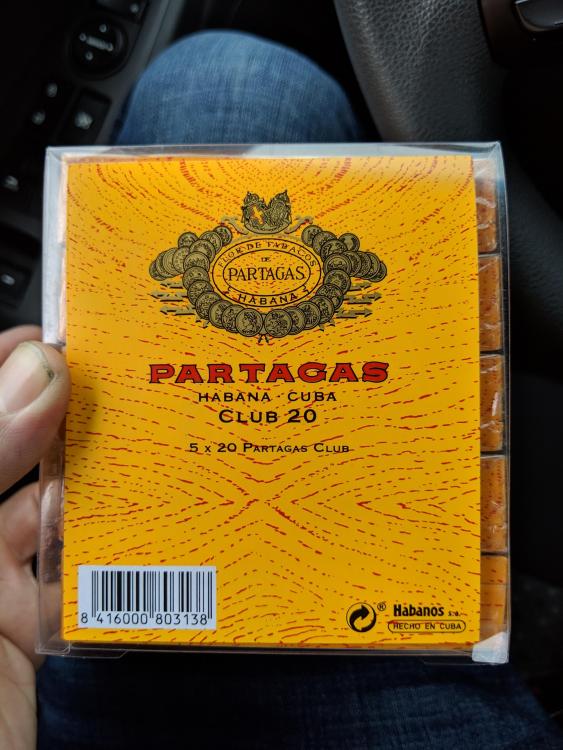 FLOR DE TABACOS
DE
PARTAGAS
HABANA
PARTAGAS
HABANA CUBA
CLUB 20
5 x 20 PARTAGAS CLUB
8 416000 803138
® Habanos s.a.
HECHO EN CUBA